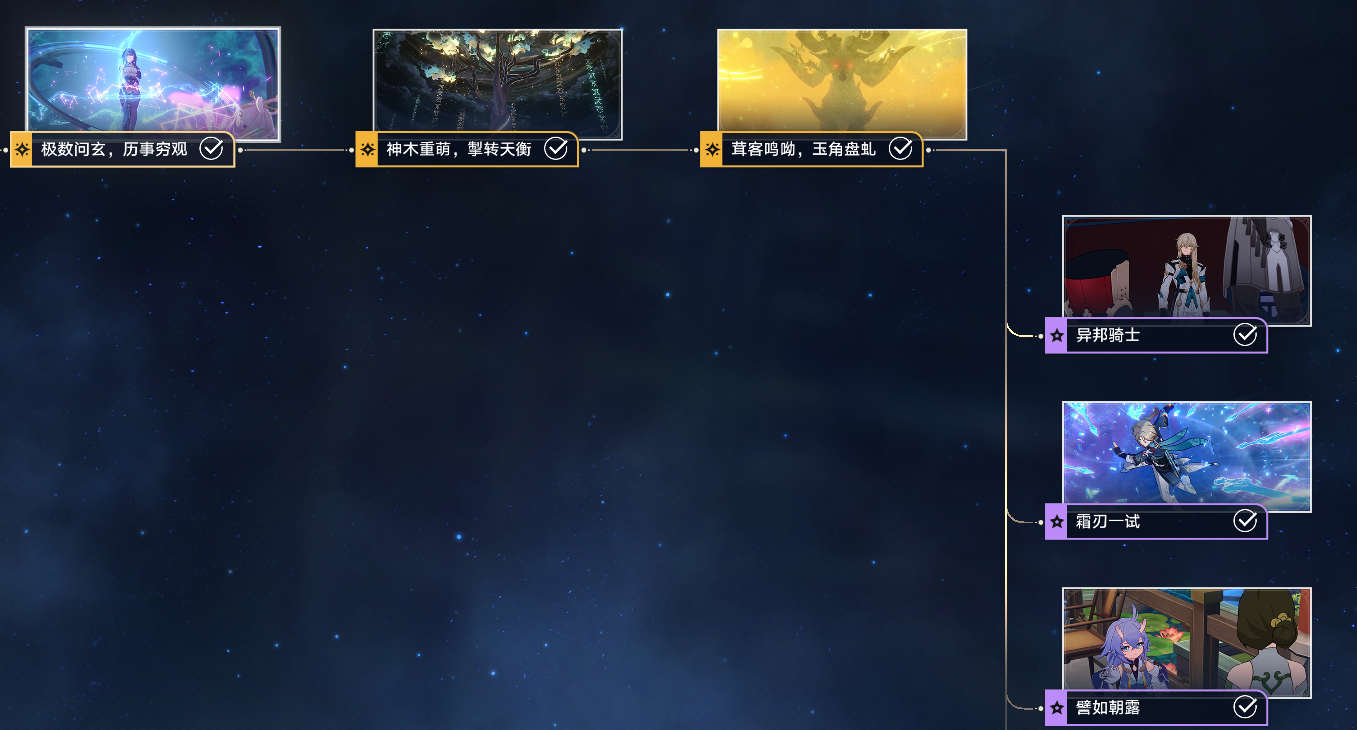 极数问玄，历事穷观
神木重萌，掣转天衡
茸客呦呦，玉角盘虬
异邦骑士
霜刃一试
譬如朝露